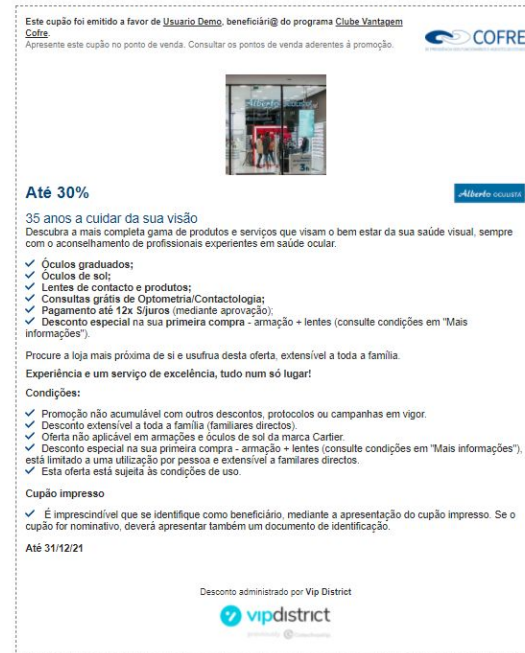 Este cupão foi emitido a favor de Usuario Demo, beneficiári@ do programa Clube Vantagem
Cofre.
Apresente este cupão no ponto de venda. Consultar os pontos de venda aderentes à promoção.
COFRE
Alberto oculista
Até 30%
Alberto oculista
35 anos a cuidar da sua visão
Descubra a mais completa gama de produtos e serviços que visam o bem estar da sua saúde visual, sempre
com o aconselhamento de profissionais experientes em saúde ocular.
✓ Óculos graduados;
✓ Óculos de sol;
✓ Lentes de contacto e produtos;
✓ Consultas grátis de Optometria/Contactologia;
✓ Pagamento até 12x S/juros (mediante aprovação);
✓ Desconto especial na sua primeira compra - armação + lentes (consulte condições em "Mais
informações").
Procure a loja mais próxima de si e usufrua desta oferta, extensível a toda a família.
Experiência e um serviço de excelência, tudo num só lugar!
Condições:
✓ Promoção não acumulável com outros descontos, protocolos ou campanhas em vigor.
✓ Desconto extensível a toda a família (familiares directos).
✓ Oferta não aplicável em armações e óculos de sol da marca Cartier.
✓ Desconto especial na sua primeira compra - armação + lentes (consulte condições em "Mais informações"),
está limitado a uma utilização por pessoa e extensível a familares directos.
✓ Esta oferta está sujeita às condições de uso.
Cupão impresso
✓ É imprescindível que se identifique como beneficiário, mediante a apresentação do cupão impresso. Se o
cupão for nominativo, deverá apresentar também um documento de identificação.
Até 31/12/21
Desconto administrado por Vip District
vipdistrict